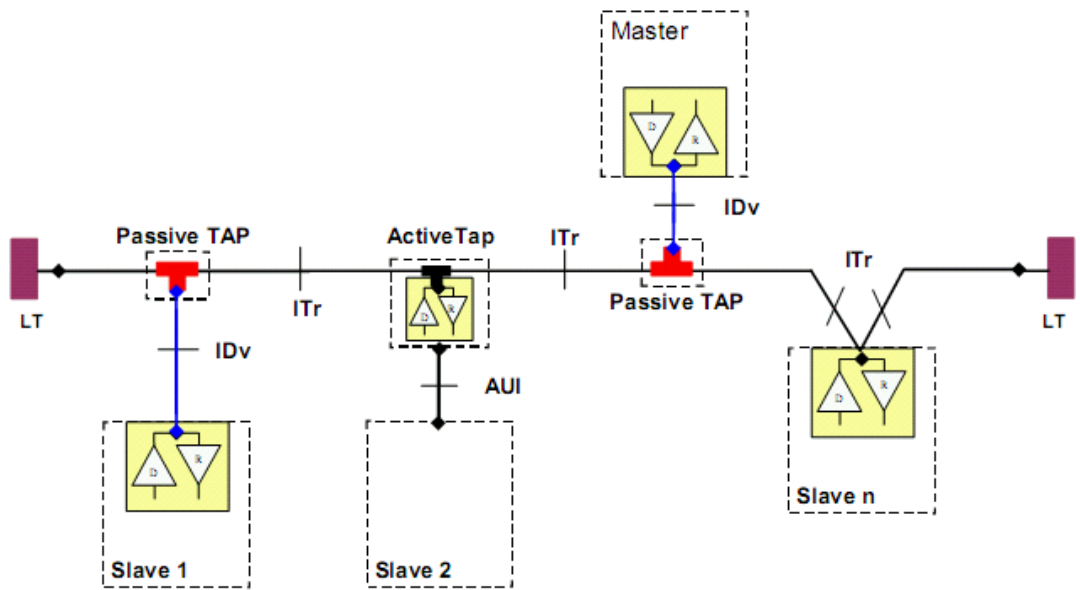 Master
D
R
IDv
Passive TAP
ActiveTap
ITr
ITr
LT
ITr
Passive TAP
LT
D
R
IDv
AUI
D
R
D
R
Slave n
Slave 1
Slave 2